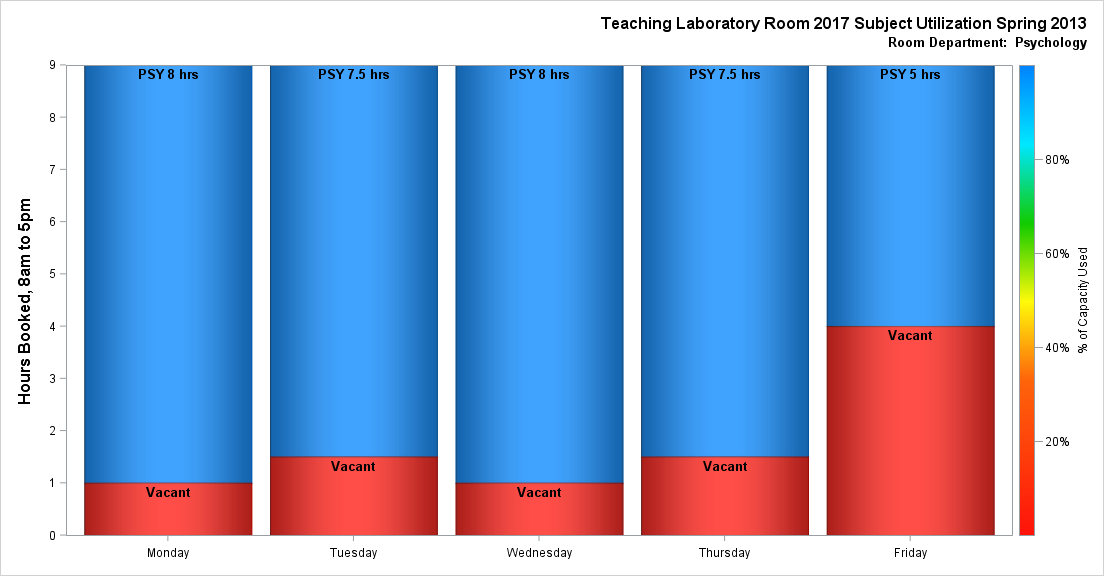 Teaching Laboratory Room 2017 Subject Utilization Spring 2013
Room Department:  Psychology
Hours Booked, 8am to 5pm
9
8
7
6
5
4
3
2
1
0
PSY 8 hrs
PSY 7.5 hrs
PSY 8 hrs
PSY 7.5 hrs
PSY 5 hrs
Vacant
Vacant
Vacant
Vacant
Vacant
Monday
Tuesday
Wednesday
Thursday
Friday
80%
60%
40%
20%
% of Capacity Used